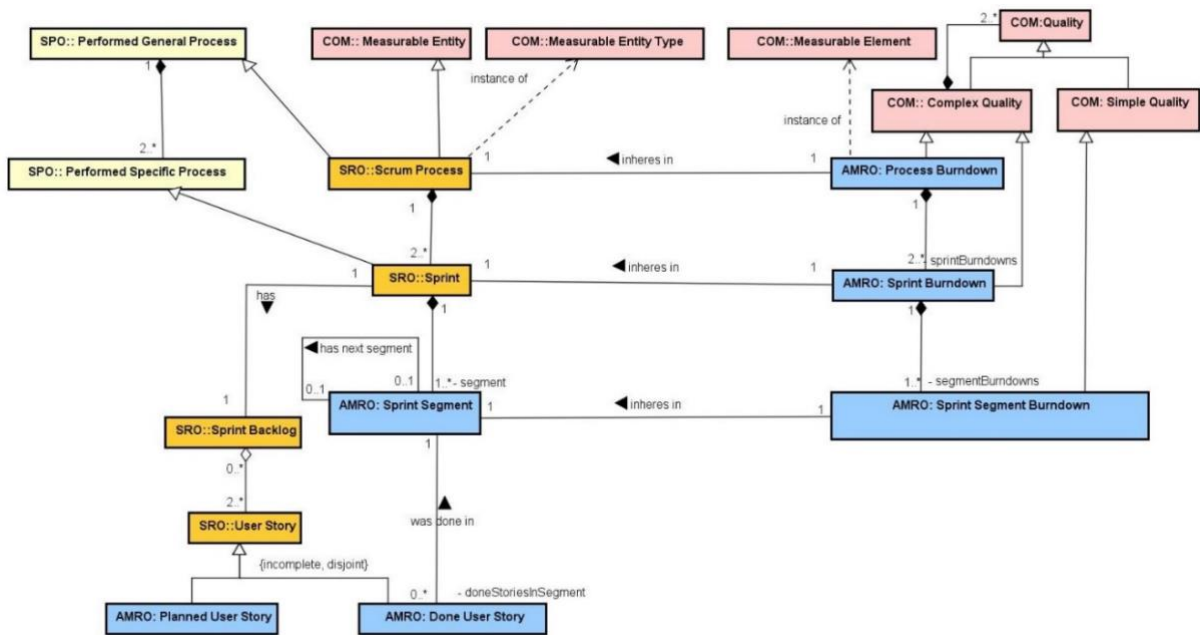 2..*
COM:Quality
SPO:: Performed General Process
COM:: Measurable Entity
COM::Measurable Entity Type
COM::Measurable Element
1
instance of
COM:: Complex Quality
COM: Simple Quality
instance of
2..*
SPO:: Performed Specific Process
SRO::Scrum Process
1
inheres in
1
AMRO: Process Burndown
1
1
2..*
2..* - sprintBurndowns
1
SRO::Sprint
1
inheres in
1
AMRO: Sprint Burndown
has
1
1
has next segment
0..1
0..1
1..* - segment
1..* - segmentBurndowns
1
AMRO: Sprint Segment
1
inheres in
1
AMRO: Sprint Segment Burndown
SRO::Sprint Backlog
1
0..*
2..*
was done in
SRO::User Story
{incomplete, disjoint}
0..*
- doneStoriesInSegment
AMRO: Planned User Story
AMRO: Done User Story